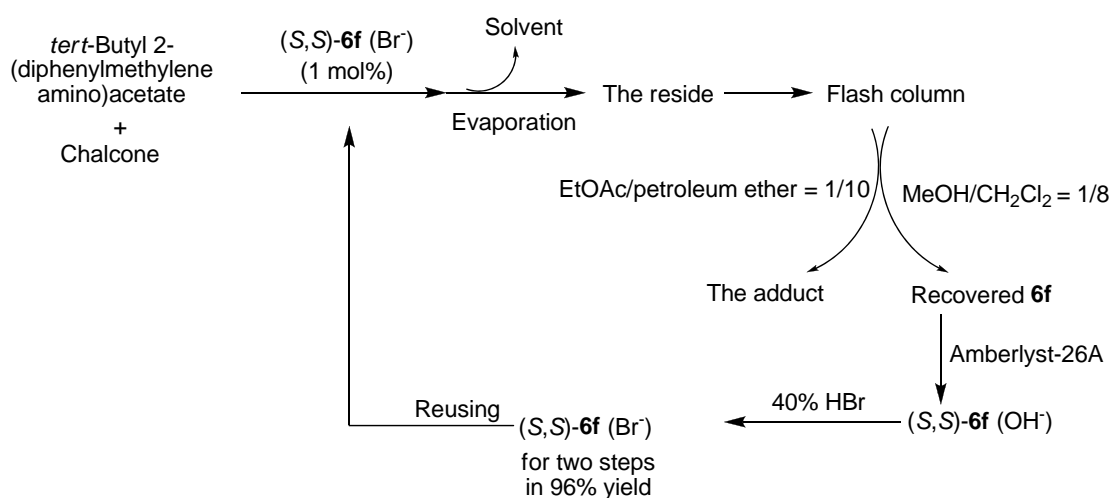 tert-Butyl 2-
(diphenylmethylene
amino)acetate
+
Chalcone
(S,S)-6f (Br⁻)
(1 mol%)
Solvent
Evaporation
The reside
Flash column
EtOAc/petroleum ether = 1/10
MeOH/CH₂Cl₂ = 1/8
The adduct
Recovered 6f
Amberlyst-26A
(S,S)-6f (OH⁻)
40% HBr
(S,S)-6f (Br⁻)
for two steps
in 96% yield
Reusing